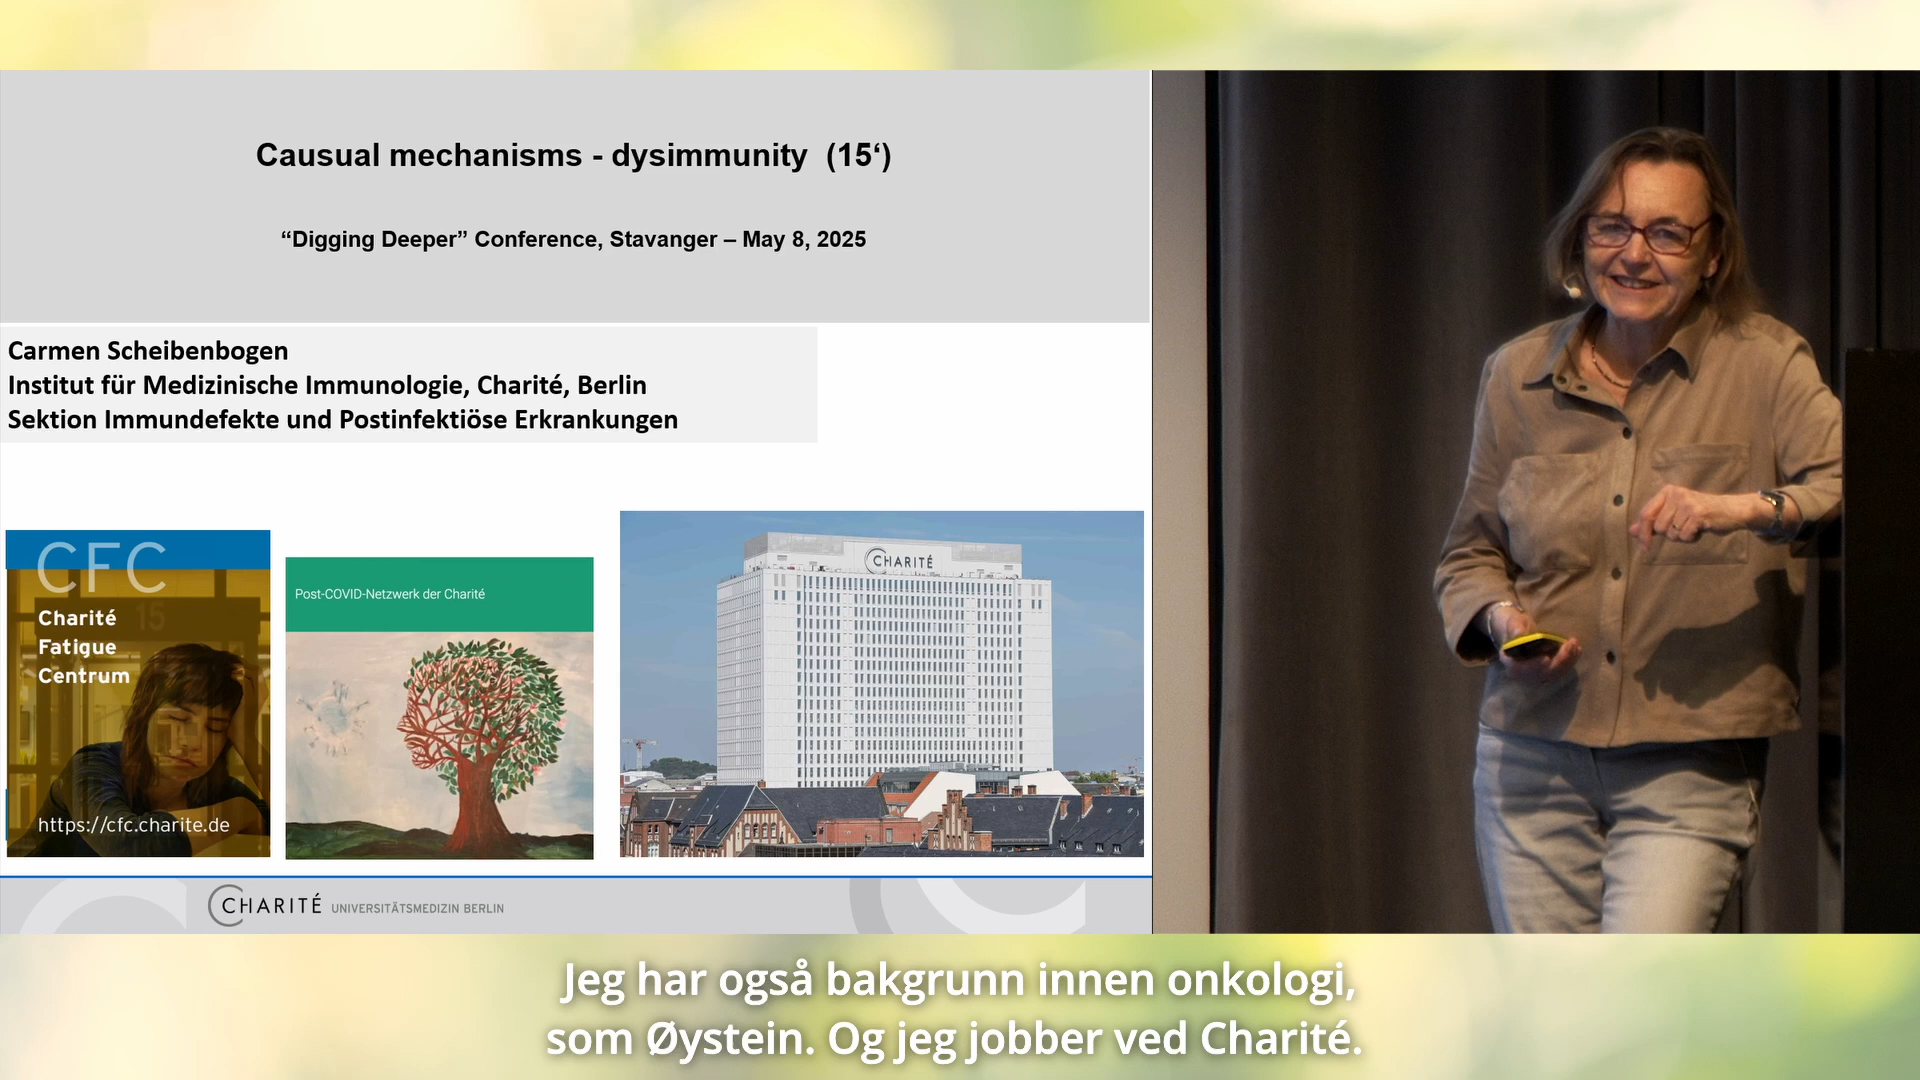 Causual mechanisms - dysimmunity (15‘)
“Digging Deeper” Conference, Stavanger – May 8, 2025
Carmen Scheibenbogen
Institut für Medizinische Immunologie, Charité, Berlin
Sektion Immundefekte und Postinfektiöse Erkrankungen
CFC
Charité
Fatigue
Centrum
https://cfc.charite.de
Post-COVID-Netzwerk der Charité
CHARITÉ
CHARITÉ UNIVERSITÄTSMEDIZIN BERLIN
Jeg har også bakgrunn innen onkologi,
som Øystein. Og jeg jobber ved Charité.